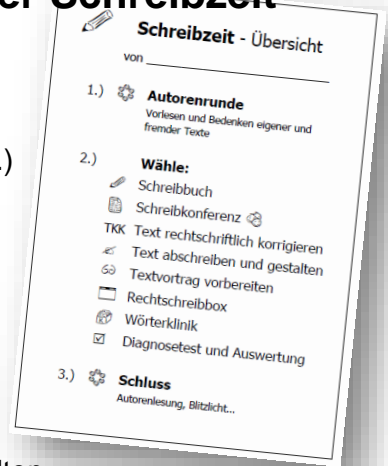 er Schreibzeit
Schreibzeit - Übersicht
von
1.) Autorenrunde
Vorlesen und Bedenken eigener und
fremder Texte
.)
2.) Wähle:
Schreibbuch
Schreibkonferenz
TKK Text rechtschriftlich korrigieren
Text abschreiben und gestalten
Textvortrag vorbereiten
Rechtschreibbox
Wörterklinik
Diagnosetest und Auswertung
3.) Schluss
Autorenlesung, Blitzlicht...